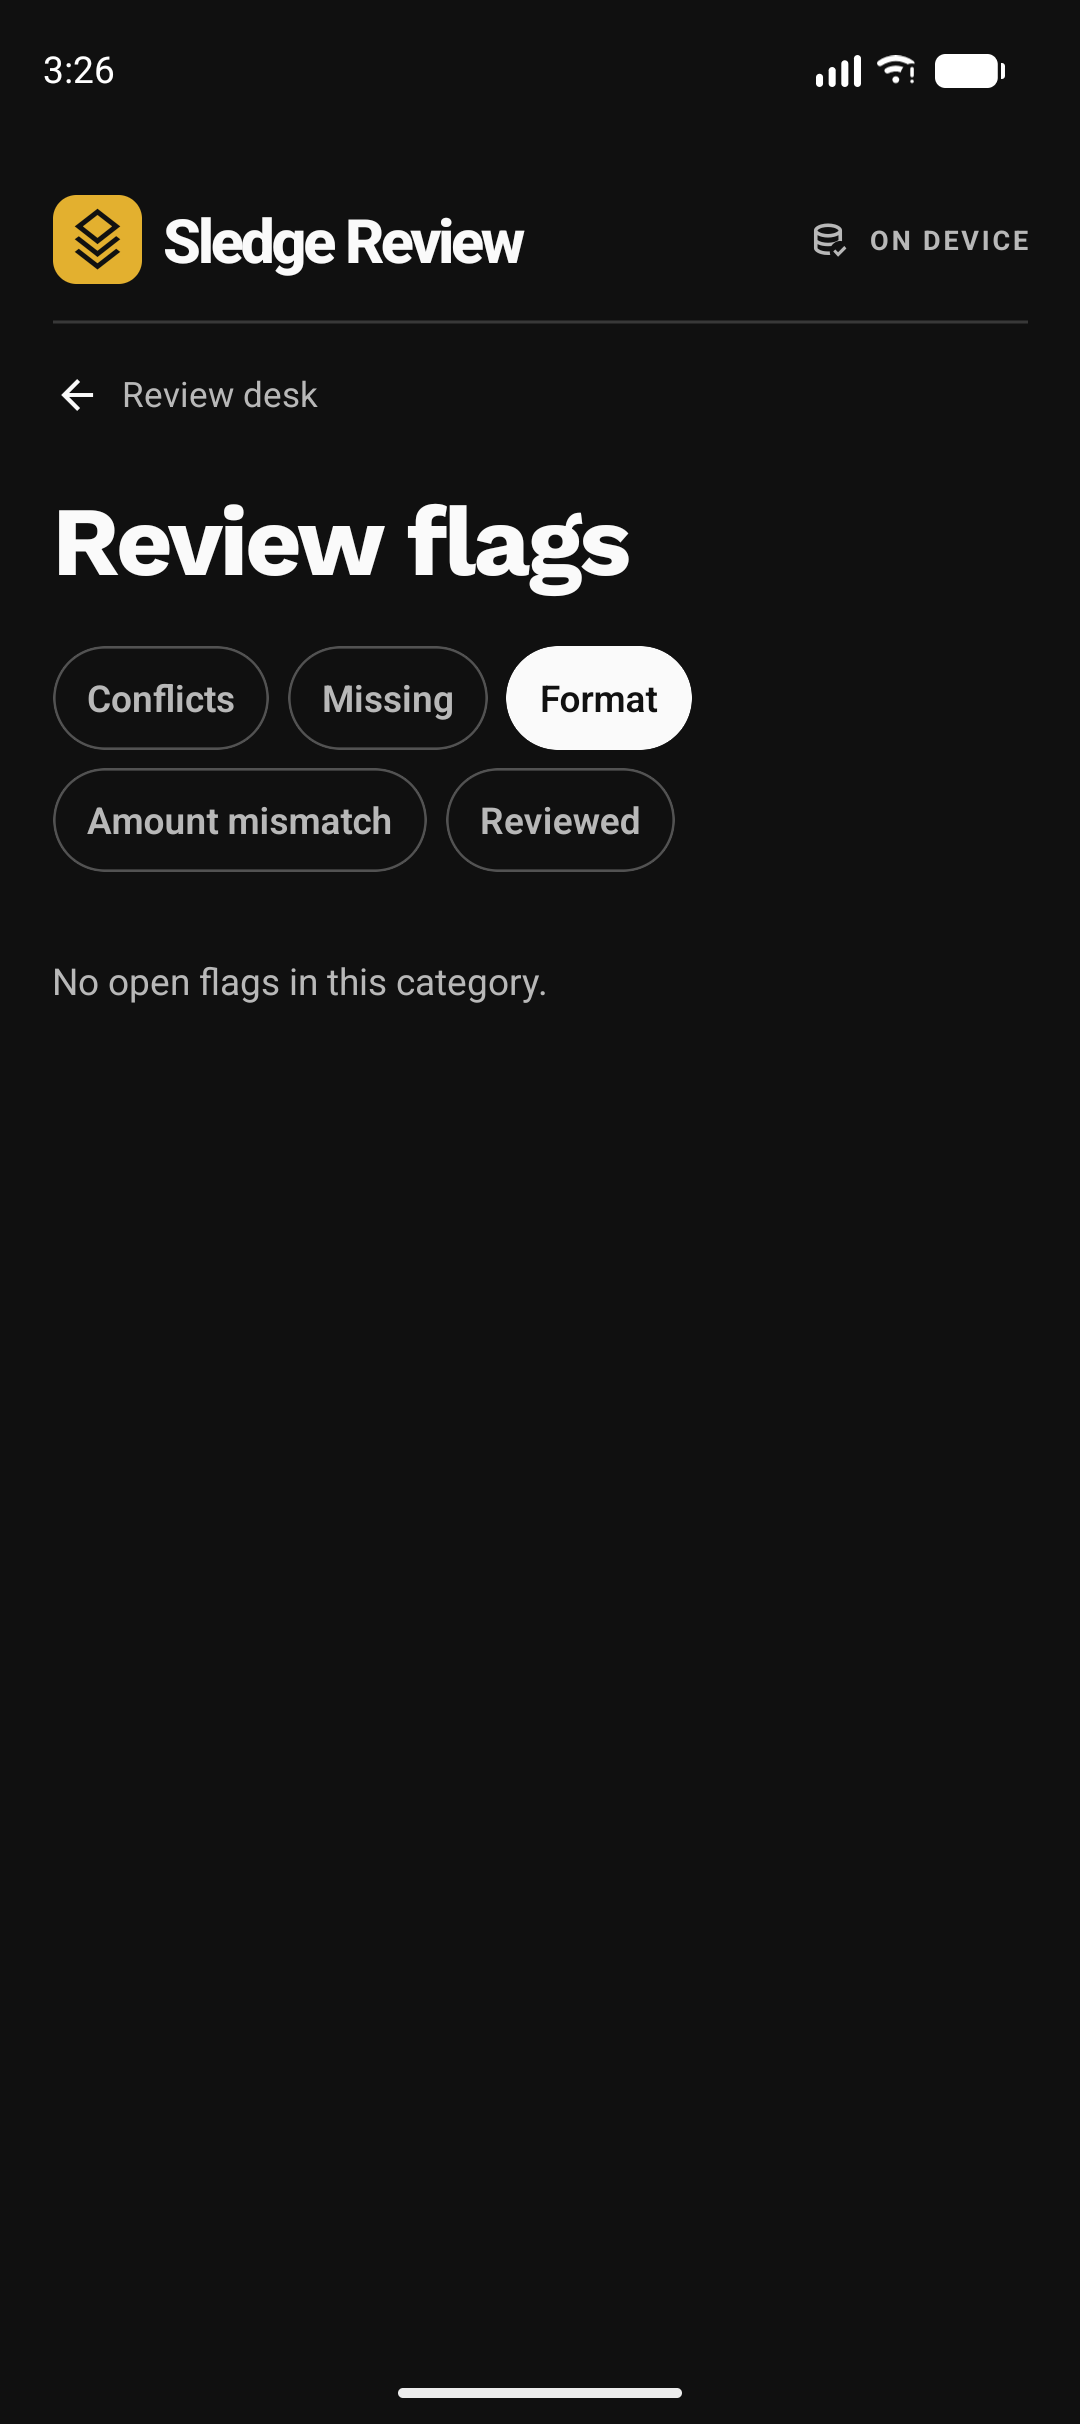 3:26
Sledge Review
ON DEVICE
Review desk
Review flags
Conflicts Missing Format
Amount mismatch Reviewed
No open flags in this category.